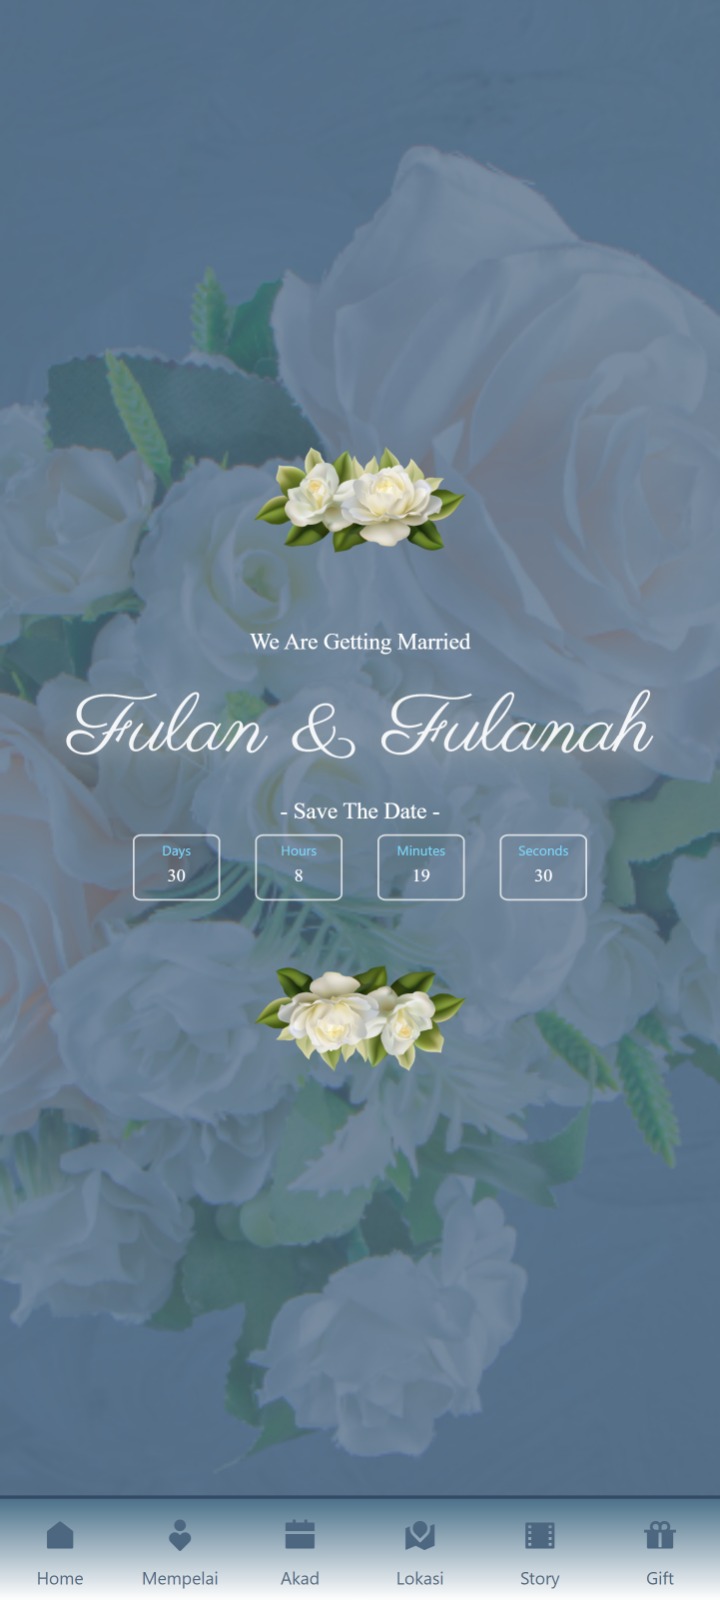 We Are Getting Married
Fulan & Fulanah
- Save The Date -
Days Hours Minutes Seconds
30 8 19 30
Home Mempelai Akad Lokasi Story Gift